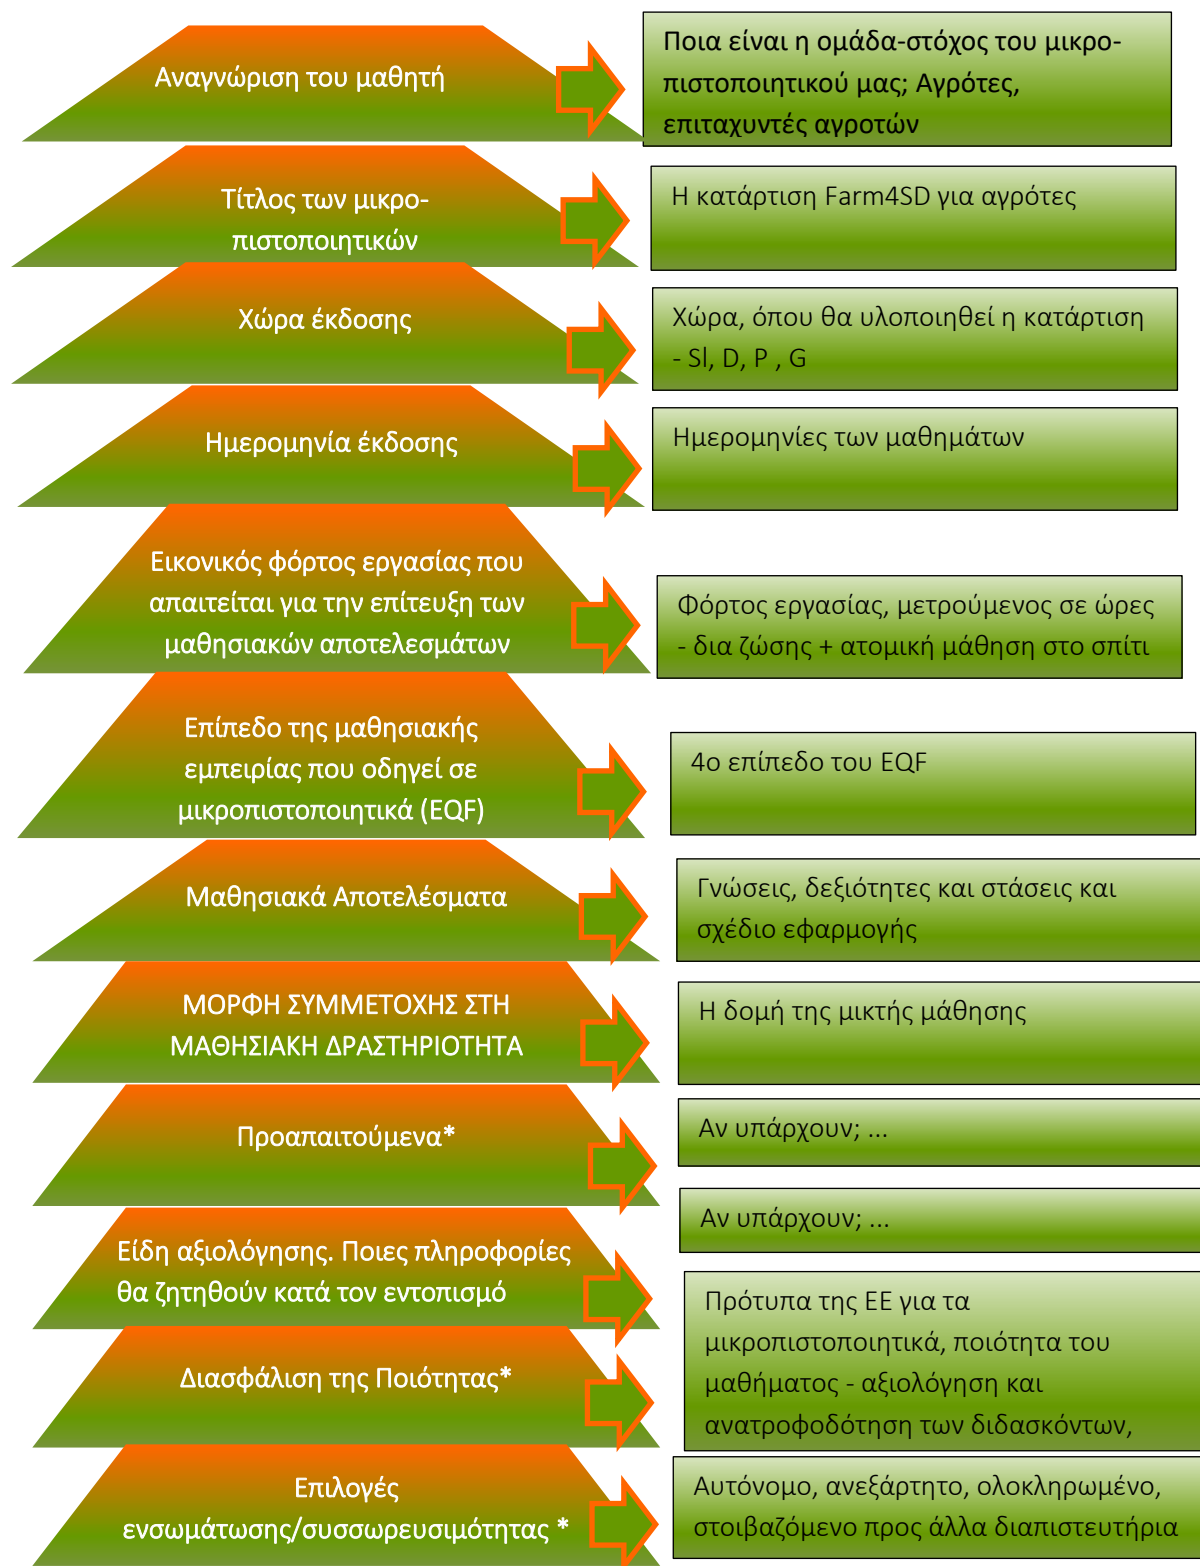 Αναγνώριση του μαθητή
Ποια είναι η ομάδα-στόχος του μικρο-
πιστοποιητικού μας; Αγρότες,
επιταχυντές αγροτών
Τίτλος των μικρο-
πιστοποιητικών
Η κατάρτιση Farm4SD για αγρότες
Χώρα έκδοσης
Χώρα, όπου θα υλοποιηθεί η κατάρτιση
- Sl, D, P , G
Ημερομηνία έκδοσης
Ημερομηνίες των μαθημάτων
Εικονικός φόρτος εργασίας που
απαιτείται για την επίτευξη των
μαθησιακών αποτελεσμάτων
Φόρτος εργασίας, μετρούμενος σε ώρες
- δια ζώσης + ατομική μάθηση στο σπίτι
Επίπεδο της μαθησιακής
εμπειρίας που οδηγεί σε
μικροπιστοποιητικά (EQF)
4ο επίπεδο του EQF
Μαθησιακά Αποτελέσματα
Γνώσεις, δεξιότητες και στάσεις και
σχέδιο εφαρμογής
ΜΟΡΦΗ ΣΥΜΜΕΤΟΧΗΣ ΣΤΗ
ΜΑΘΗΣΙΑΚΗ ΔΡΑΣΤΗΡΙΟΤΗΤΑ
Η δομή της μικτής μάθησης
Προαπαιτούμενα*
Αν υπάρχουν; ...
Είδη αξιολόγησης. Ποιες πληροφορίες
θα ζητηθούν κατά τον εντοπισμό
Αν υπάρχουν; ...
Διασφάλιση της Ποιότητας*
Πρότυπα της ΕΕ για τα
μικροπιστοποιητικά, ποιότητα του
μαθήματος - αξιολόγηση και
ανατροφοδότηση των διδασκόντων,
Επιλογές
ενσωμάτωσης/συσσωρευσιμότητας *
Αυτόνομο, ανεξάρτητο, ολοκληρωμένο,
στοιβαζόμενο προς άλλα διαπιστευτήρια